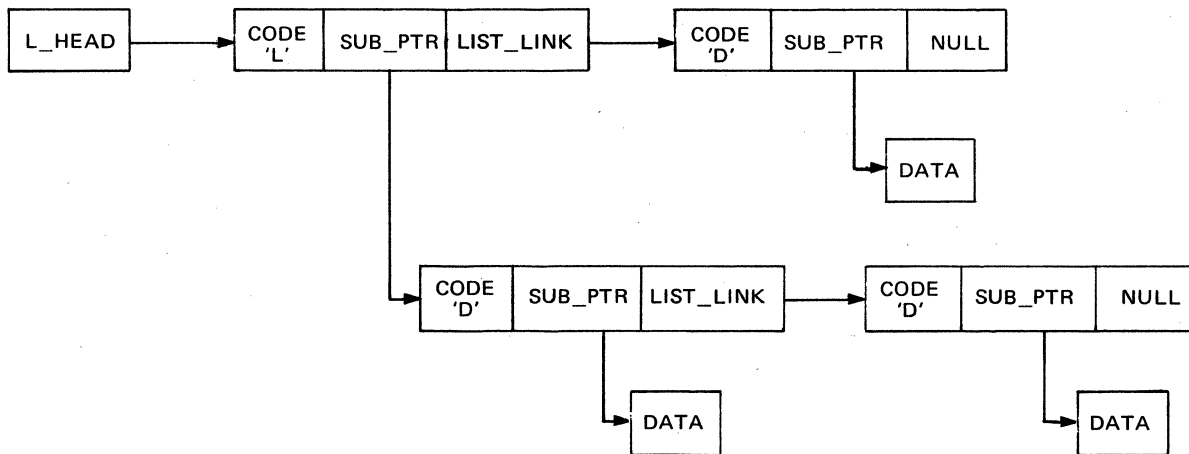 L_HEAD
CODE 'L'
SUB_PTR
LIST_LINK
CODE 'D'
SUB_PTR
NULL
DATA
CODE 'D'
SUB_PTR
LIST_LINK
CODE 'D'
SUB_PTR
NULL
DATA
DATA